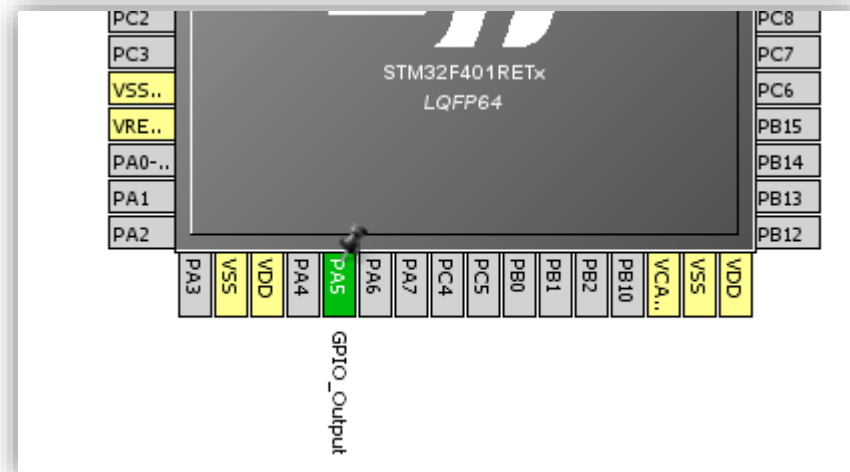 PC2
PC3
VSS..
VRE..
PA0-..
PA1
PA2
STM32F401RETx
LQFP64
PC8
PC7
PC6
PB15
PB14
PB13
PB12
PA3
VSS
VDD
PA4
PA5
PA6
PA7
PC4
PC5
PB0
PB1
PB2
PB10
VCA..
VSS
VDD
GPIO_Output